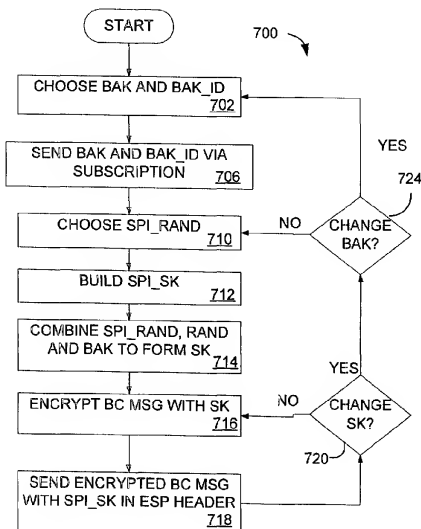 START
700
CHOOSE BAK AND BAK_ID
702
SEND BAK AND BAK_ID VIA
SUBSCRIPTION
706
YES
724
CHOOSE SPI_RAND
710
NO
CHANGE
BAK?
BUILD SPI_SK
712
COMBINE SPI_RAND, RAND
AND BAK TO FORM SK
714
YES
ENCRYPT BC MSG WITH SK
716
NO
CHANGE
SK?
720
SEND ENCRYPTED BC MSG
WITH SPI_SK IN ESP HEADER
718